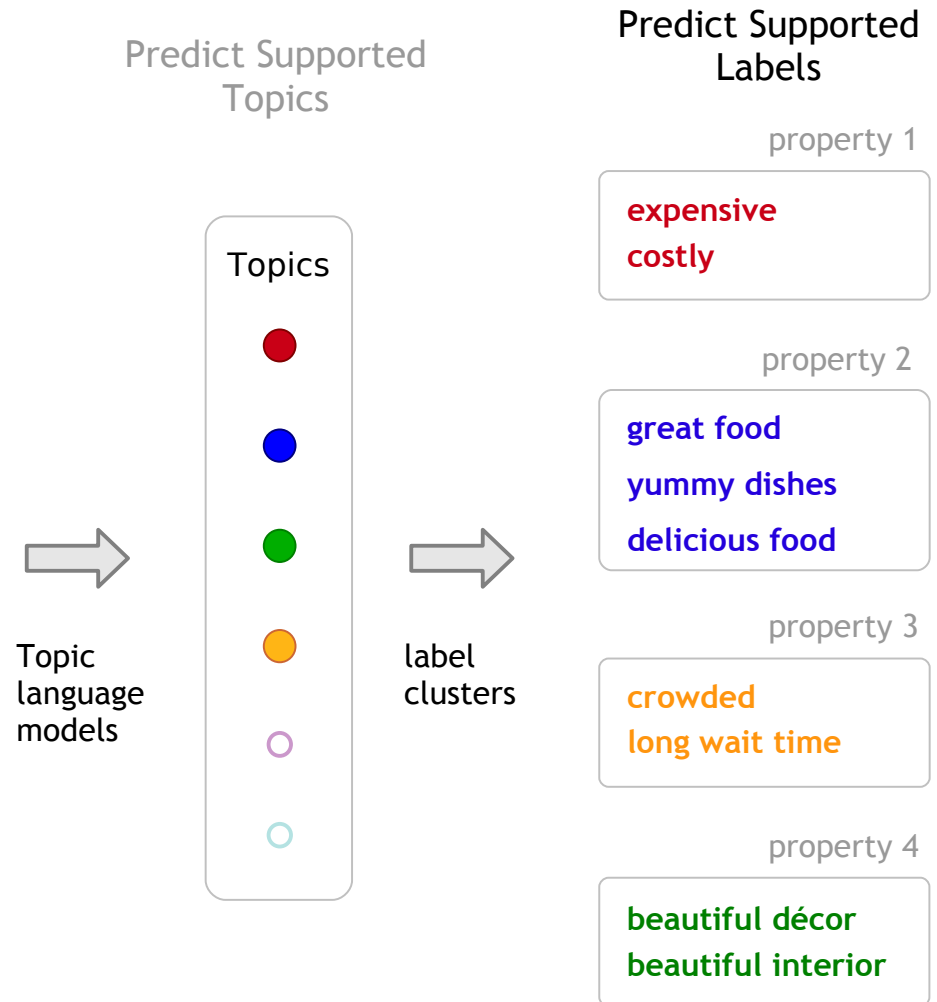 Predict Supported
Topics
Topics
Topic
language
models
label
clusters
Predict Supported
Labels
property 1
expensive
costly
property 2
great food
yummy dishes
delicious food
property 3
crowded
long wait time
property 4
beautiful décor
beautiful interior